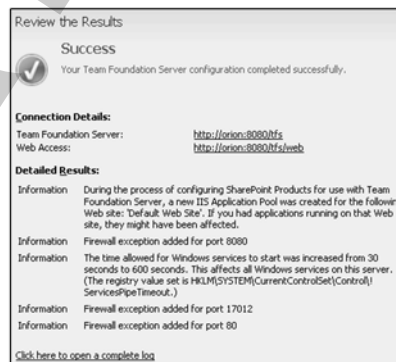 Review the Results
Success
Your Team Foundation Server configuration completed successfully.
Connection Details:
Team Foundation Server: http://orion:8080/tfs
Web Access: http://orion:8080/tfs/web
Detailed Results:
Information During the process of configuring SharePoint Products for use with Team
Foundation Server, a new IIS Application Pool was created for the followin
Web site: 'Default Web Site'. If you had applications running on that Web
site, they might have been affected.
Information Firewall exception added for port 8080
Information The time allowed for Windows services to start was increased from 30
seconds to 600 seconds. This affects all Windows services on this server.
(The registry value set is HKLM\SYSTEM\CurrentControlSet\Control\!
ServicesPipeTimeout.)
Information Firewall exception added for port 17012
Information Firewall exception added for port 80
Click here to open a complete log